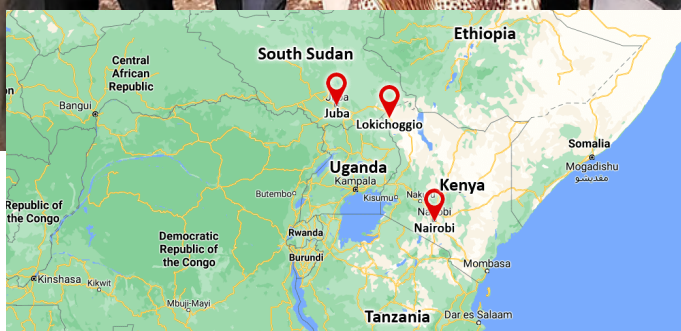 Ethiopia
South Sudan
Central
African
Republic
Bangui
Juba
Lokichoggio
Somalia
Mogadishu
مقديشو
Uganda
Kampala
Kenya
Butembo
Kisumu
Nairobi
Nairobi
Republic of
the Congo
Rwanda
Democratic
Republic of
the Congo
Burundi
Mombasa
Kinshasa
Kikwit
Mbuji-Mayi
Tanzania
Dar es Salaam